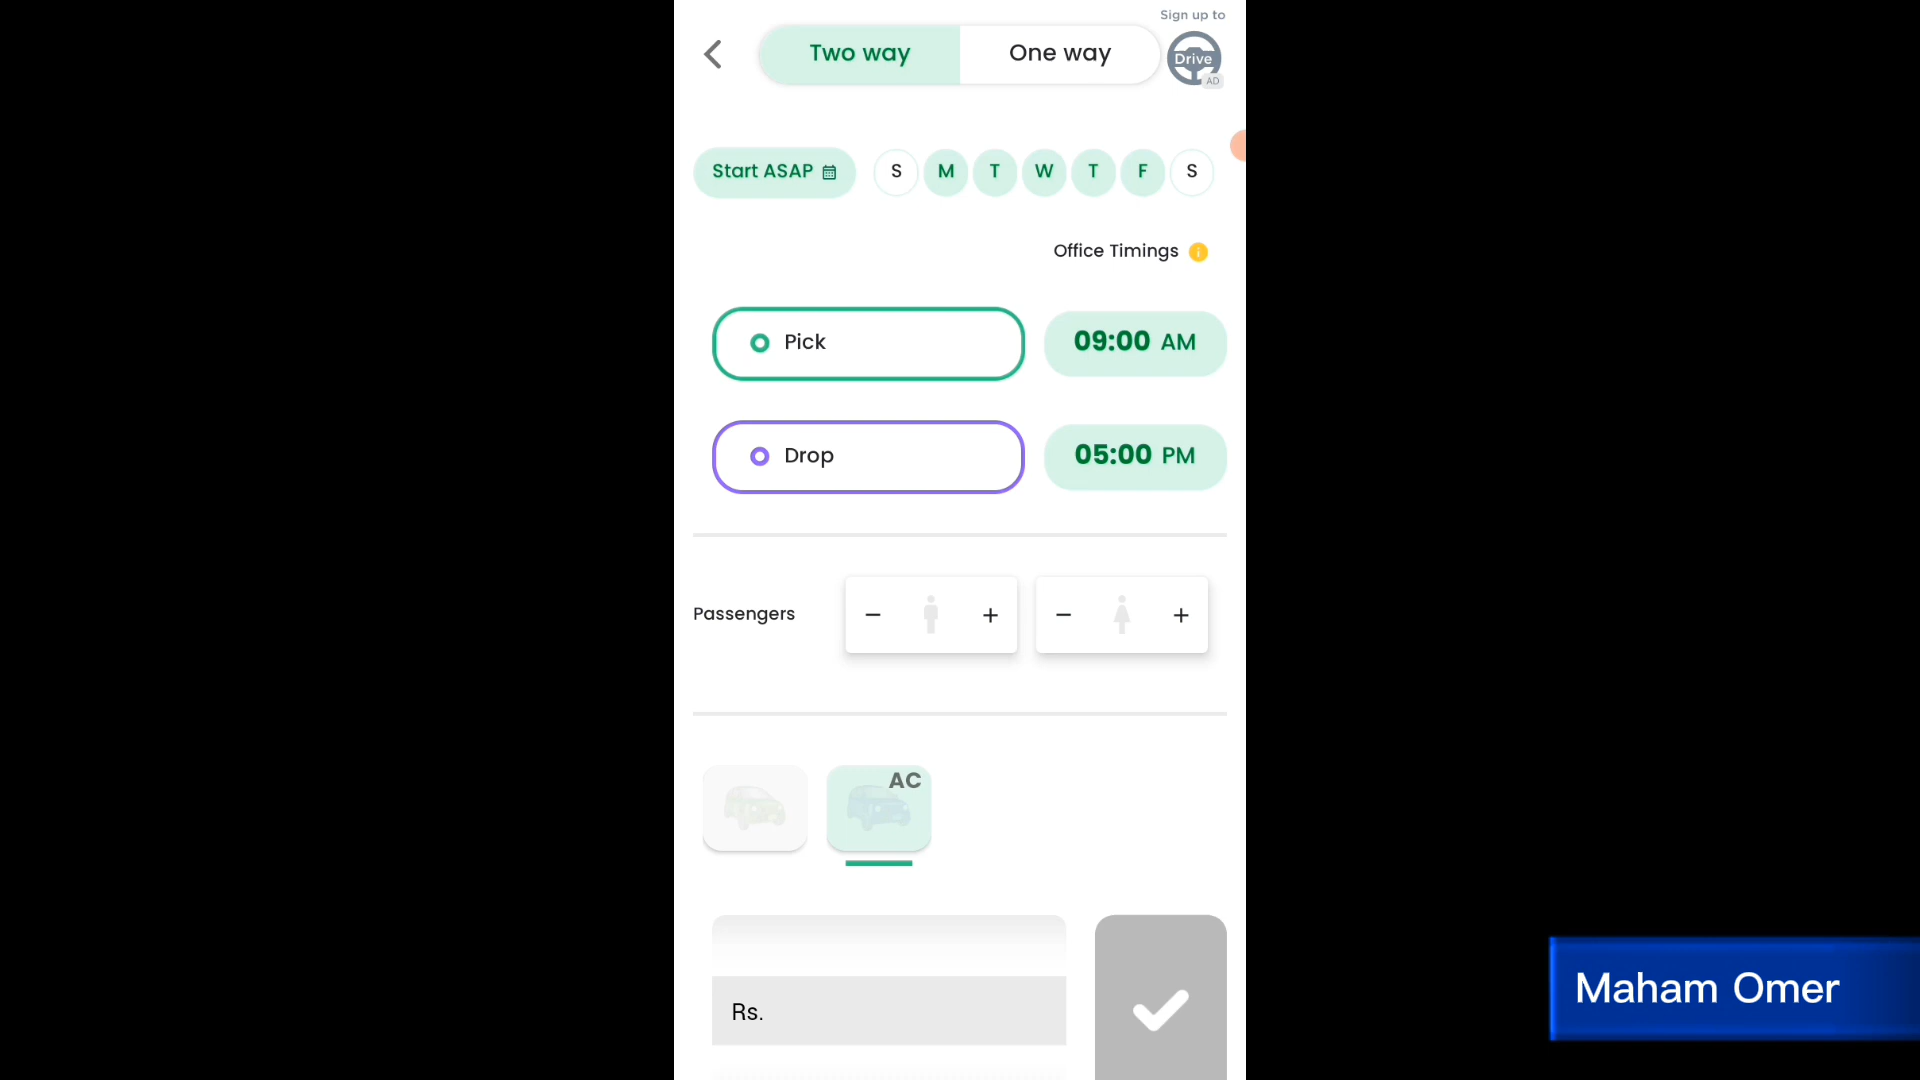 Sign up to
Two way
One way
Drive
AD
Start ASAP
S M T W T F S
Office Timings
Pick
09:00 AM
Drop
05:00 PM
Passengers
AC
Rs.
Maham Omer